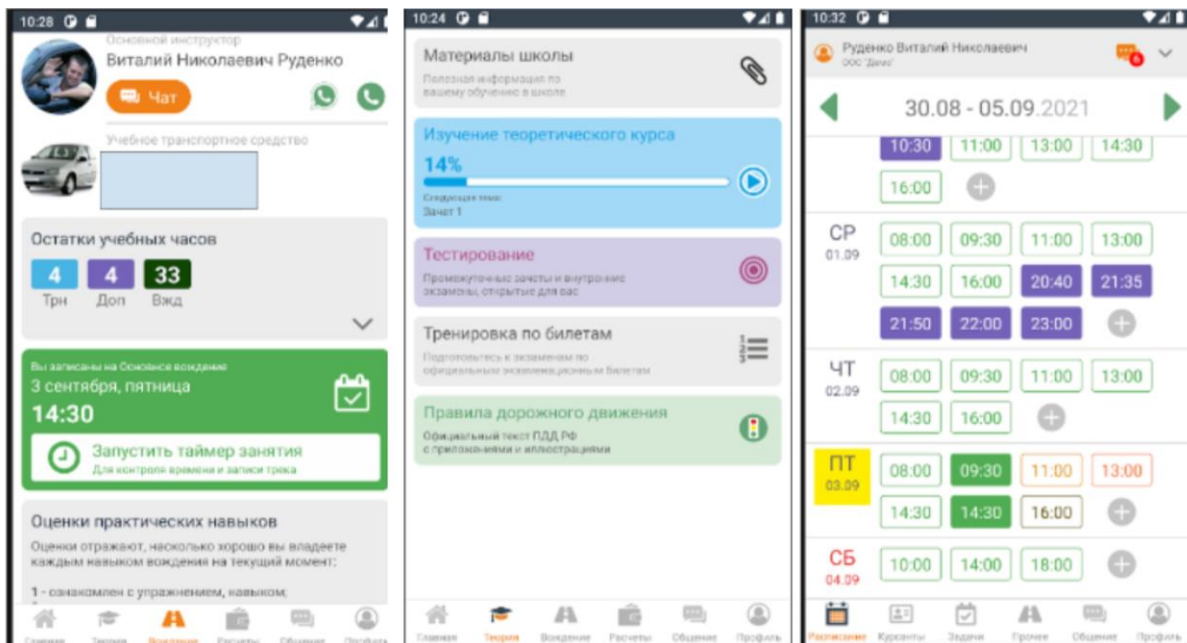 10:28
Основной инструктор
Виталий Николаевич Руденко
Чат
Учебное транспортное средство
Остатки учебных часов
4 4 33
Трн Доп Вжд
Вы записаны на Основное вождение
3 сентября, пятница
14:30
Запустить таймер занятия
Для контроля времени и записи трека
Оценки практических навыков
Оценки отражают, насколько хорошо вы владеете
каждым навыком вождения на текущий момент:
1 - ознакомлен с упражнением, навыком;
Главная Теория Вождение Расчеты Общение Профиль
10:24
Материалы школы
Полезная информация по
вашему обучению в школе
Изучение теоретического курса
14%
Следующая тема:
Зачет 1
Тестирование
Промежуточные зачеты и внутренние
экзамены, открытые для вас
Тренировка по билетам
Подготовьтесь к экзаменам по
официальным экзаменационным билетам
Правила дорожного движения
Официальный текст ПДД РФ
с приложениями и иллюстрациями
Главная Теория Вождение Расчеты Общение Профиль
10:32
Руденко Виталий Николаевич
ООО "Демо"
6
30.08 - 05.09.2021
10:30 11:00 13:00 14:30
16:00
СР 08:00 09:30 11:00 13:00
01.09
14:30 16:00 20:40 21:35
21:50 22:00 23:00
ЧТ 08:00 09:30 11:00 13:00
02.09
14:30 16:00
ПТ 08:00 09:30 11:00 13:00
03.09
14:30 14:30 16:00
СБ 10:00 14:00 18:00
04.09
Расписание Курсанты Задачи Прочее Общение Профиль